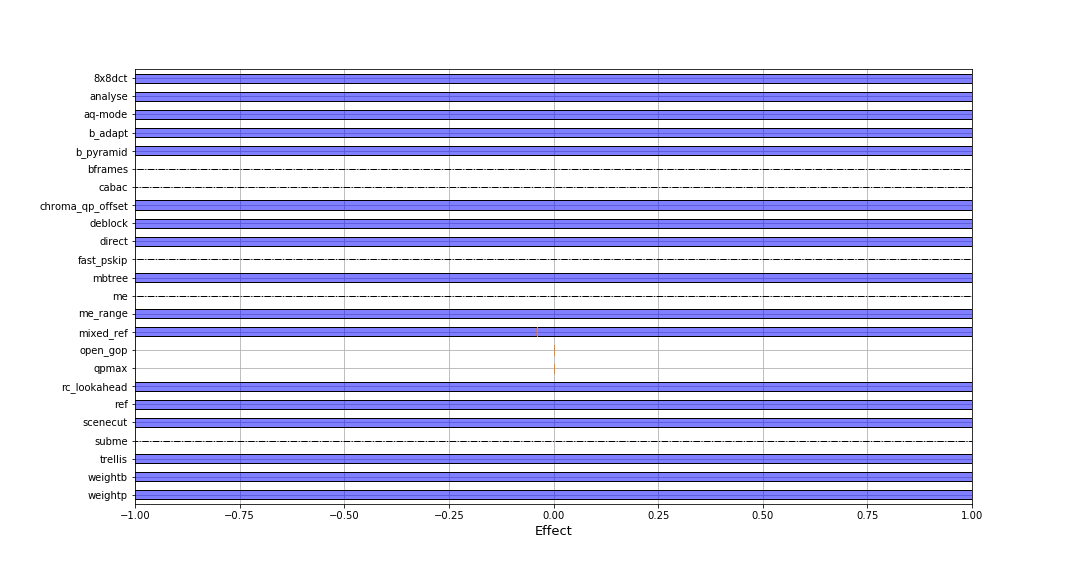 8x8dct
analyse
aq-mode
b_adapt
b_pyramid
bframes
cabac
chroma_qp_offset
deblock
direct
fast_pskip
mbtree
me
me_range
mixed_ref
open_gop
qpmax
rc_lookahead
ref
scenecut
subme
trellis
weightb
weightp
−1.00 −0.75 −0.50 −0.25 0.00 0.25 0.50 0.75 1.00
Effect